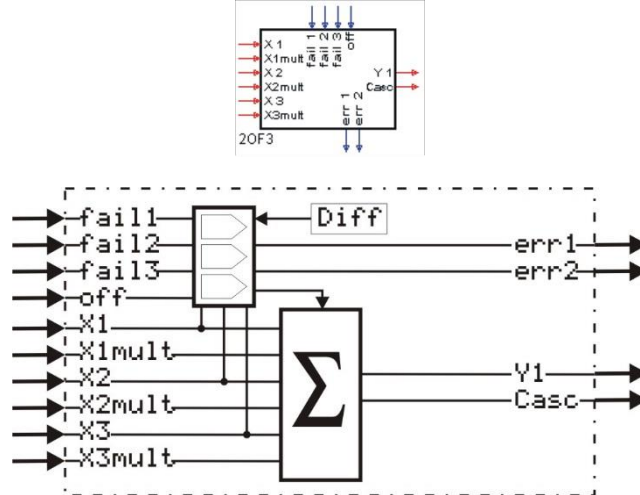 fail 1
fail 2
fail 3
off
X 1
X1mult
X 2
X2mult
X 3
X3mult
Y 1
Casc
err 1
err 2
2OF3
fail1
Diff
fail2
err1
fail3
err2
off
X1
X1mult
X2
Y1
X2mult
Casc
X3
X3mult
Σ